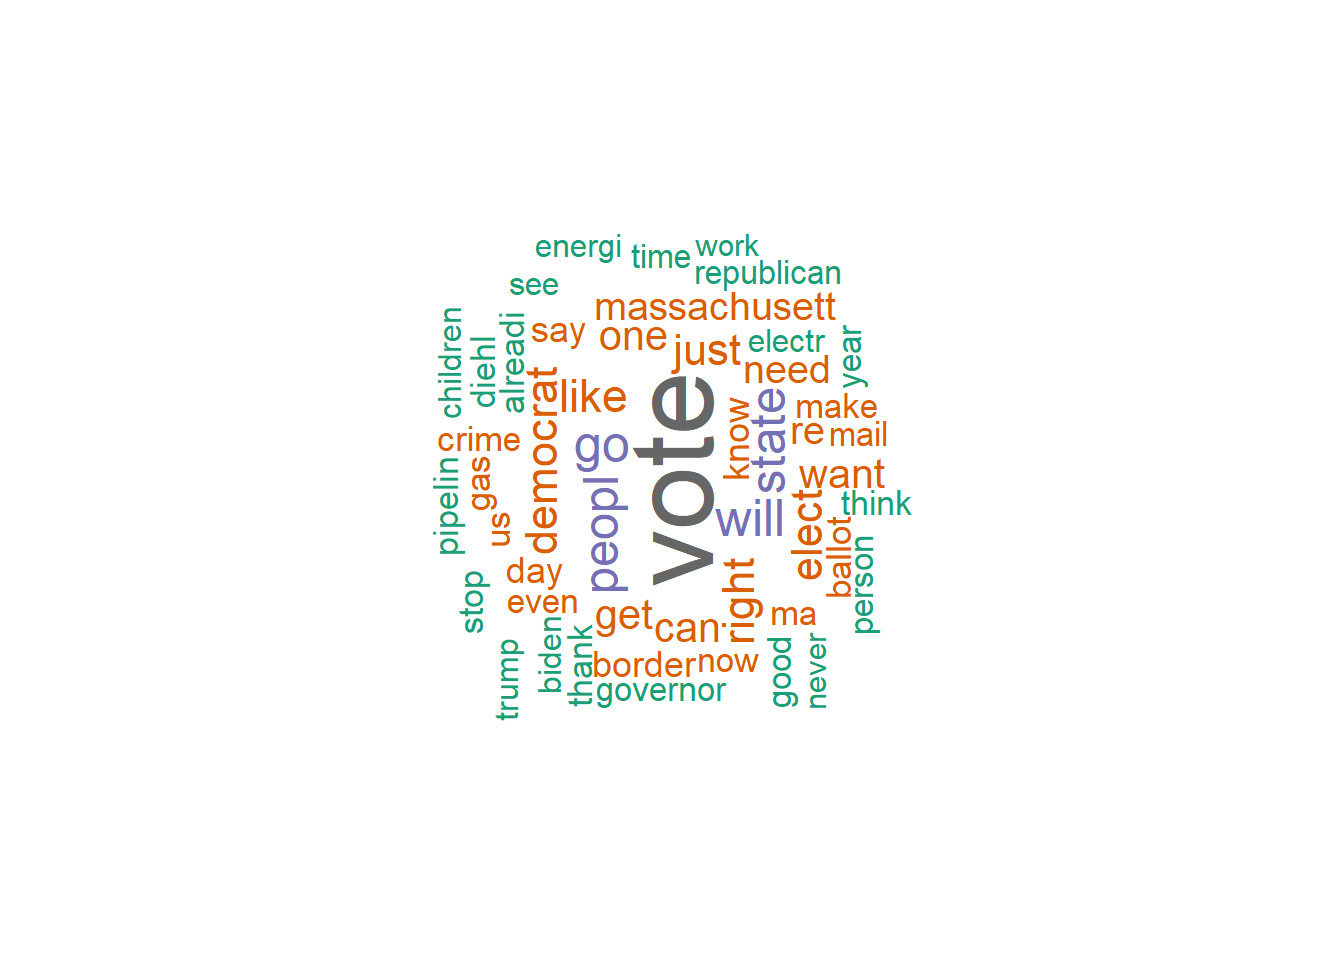 energi
time
work
republican
see
massachusett
children
diehl
alreadi
say
one
just
electr
year
need
democrat
like
vote
know
state
make
re
mail
crime
go
gas
want
pipelin
us
peopl
will
elect
think
ballot
person
day
even
stop
get
can
right
ma
trump
biden
thank
border
now
governor
good
never